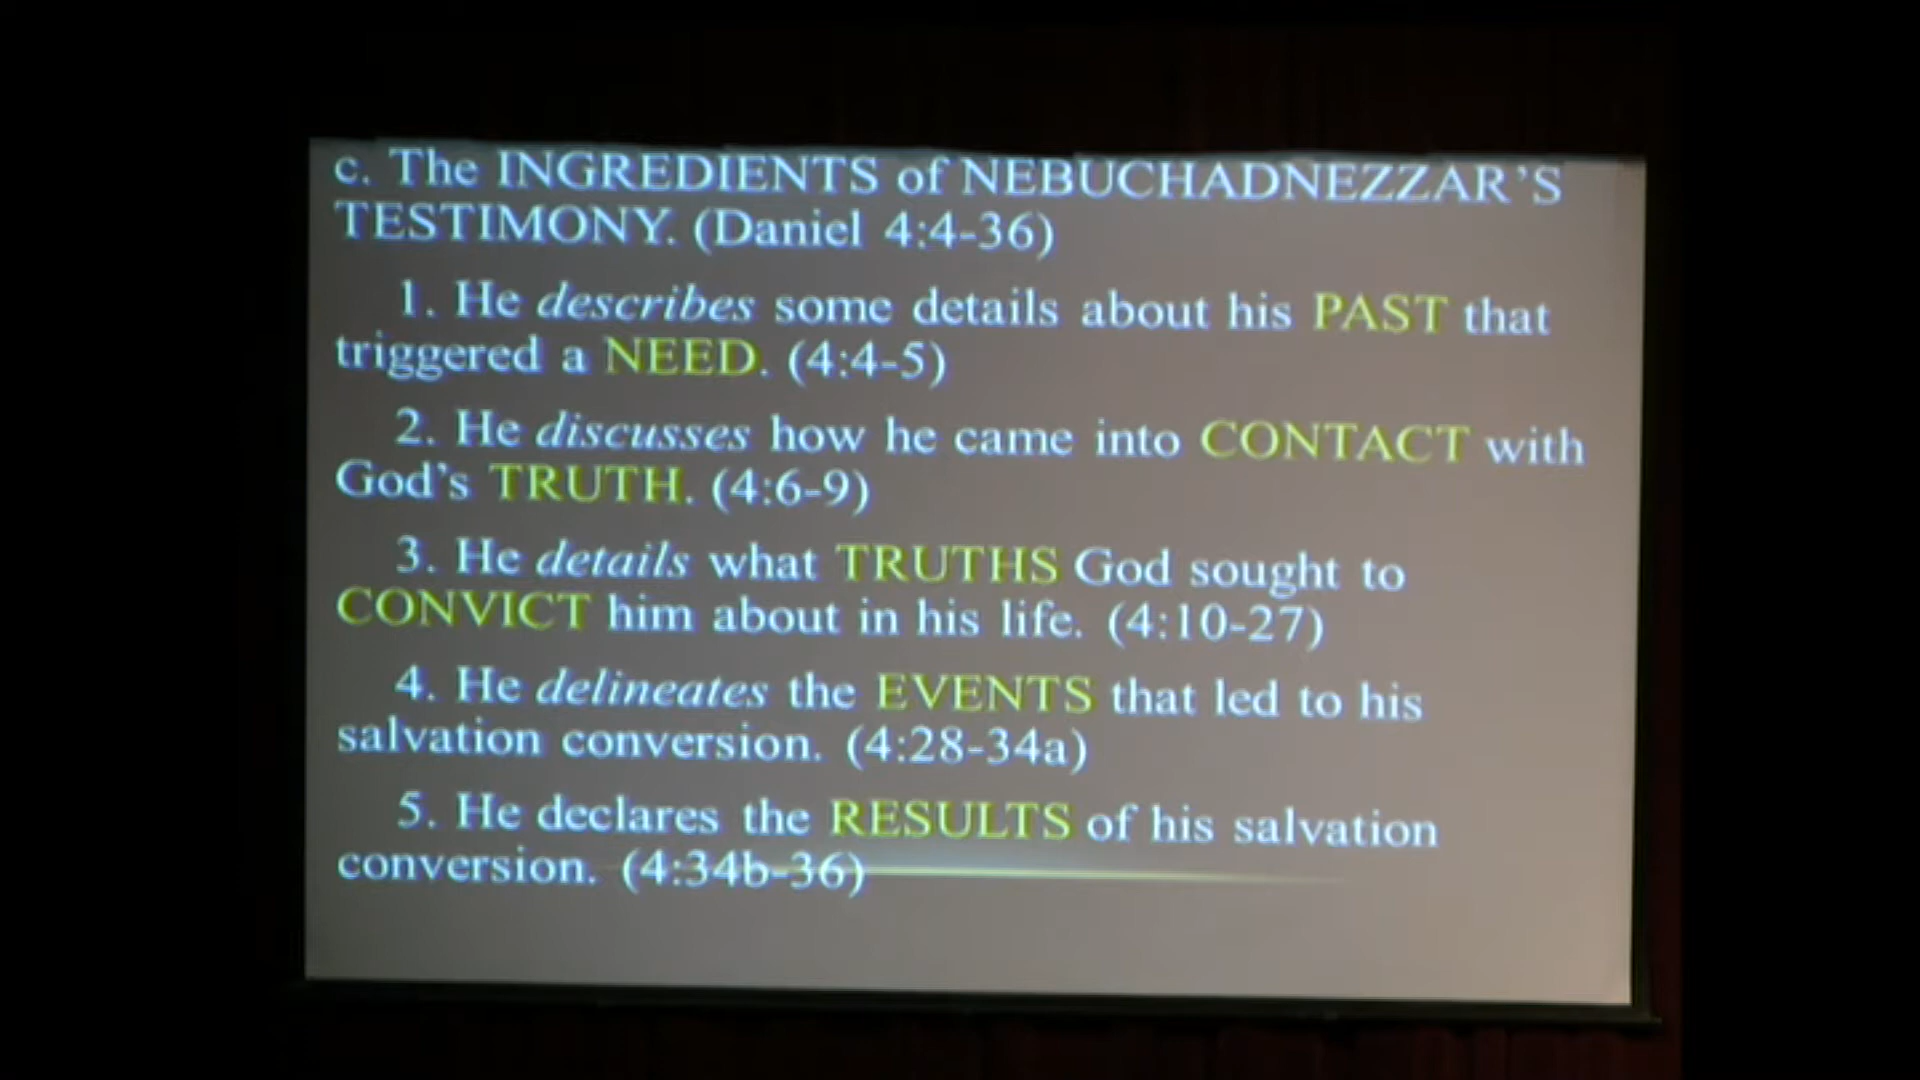 c. The INGREDIENTS of NEBUCHADNEZZAR'S
TESTIMONY. (Daniel 4:4-36)
1. He describes some details about his PAST that
triggered a NEED. (4:4-5)
2. He discusses how he came into CONTACT with
God's TRUTH. (4:6-9)
3. He details what TRUTHS God sought to
CONVICT him about in his life. (4:10-27)
4. He delineates the EVENTS that led to his
salvation conversion. (4:28-34a)
5. He declares the RESULTS of his salvation
conversion. (4:34b-36)